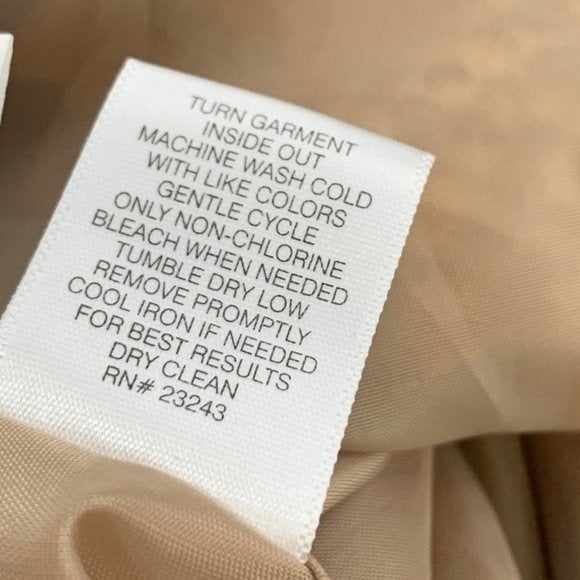 TURN GARMENT
INSIDE OUT
MACHINE WASH COLD
WITH LIKE COLORS
GENTLE CYCLE
ONLY NON-CHLORINE
BLEACH WHEN NEEDED
TUMBLE DRY LOW
REMOVE PROMPTLY
COOL IRON IF NEEDED
FOR BEST RESULTS
DRY CLEAN
RN# 23243